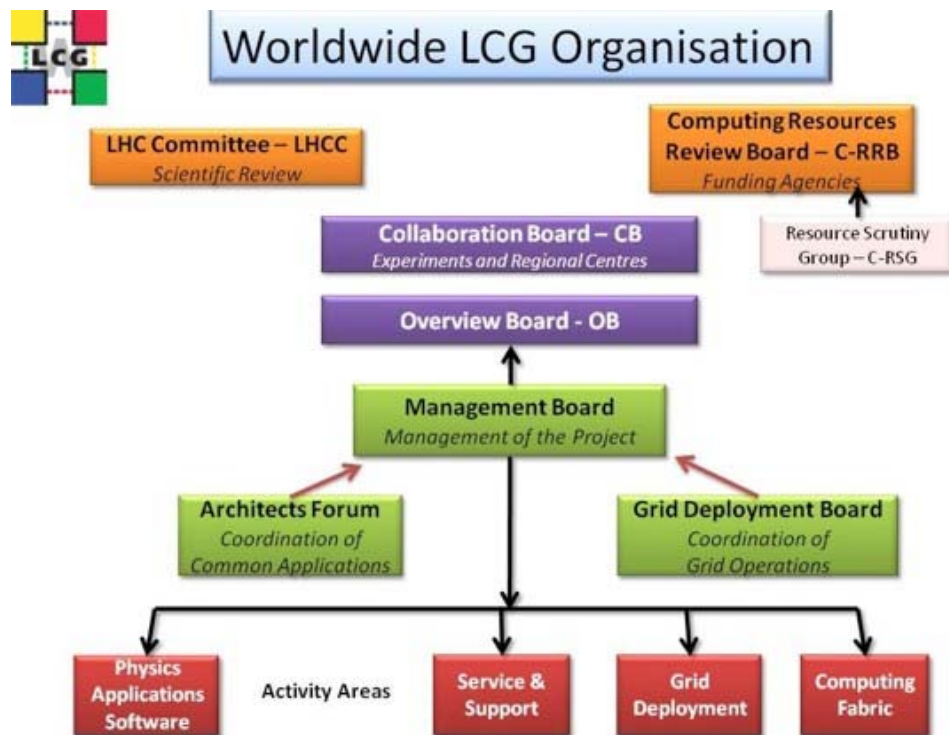 LCG
Worldwide LCG Organisation
LHC Committee – LHCC
Scientific Review
Computing Resources
Review Board – C-RRB
Funding Agencies
Resource Scrutiny
Group – C-RSG
Collaboration Board – CB
Experiments and Regional Centres
Overview Board - OB
Management Board
Management of the Project
Architects Forum
Coordination of
Common Applications
Grid Deployment Board
Coordination of
Grid Operations
Physics
Applications
Software
Activity Areas
Service &
Support
Grid
Deployment
Computing
Fabric